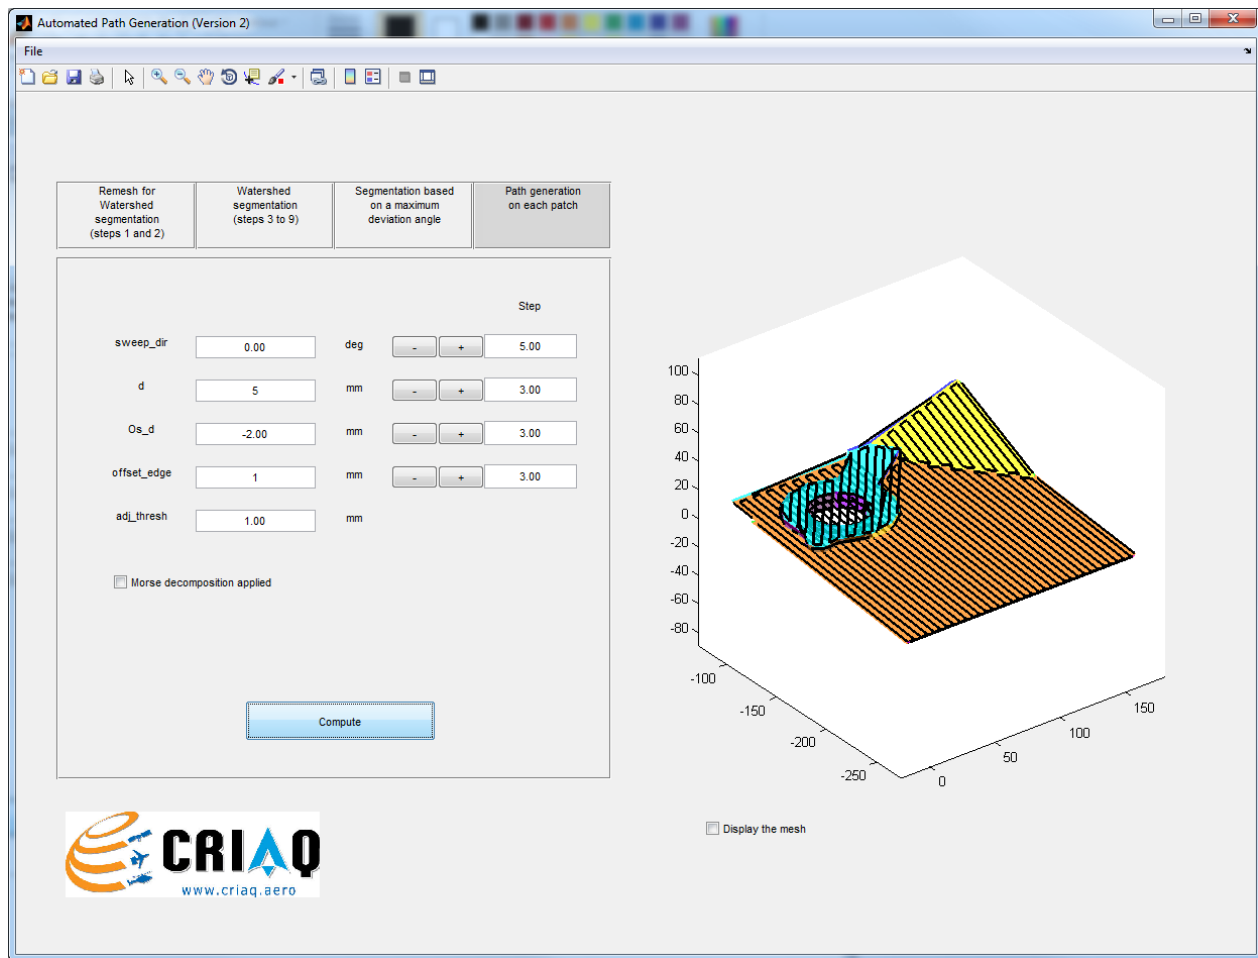 Automated Path Generation (Version 2)
File
Remesh for
Watershed
segmentation
(steps 1 and 2)
Watershed
segmentation
(steps 3 to 9)
Segmentation based
on a maximum
deviation angle
Path generation
on each patch
Step
sweep_dir 0.00 deg - + 5.00
d 5 mm - + 3.00
Os_d -2.00 mm - + 3.00
offset_edge 1 mm - + 3.00
adj_thresh 1.00 mm
Morse decomposition applied
Compute
100
80
60
40
20
0
-20
-40
-60
-80
-100
-150
-200
-250
0
50
100
150
Display the mesh
CRIAQ
www.criaq.aero